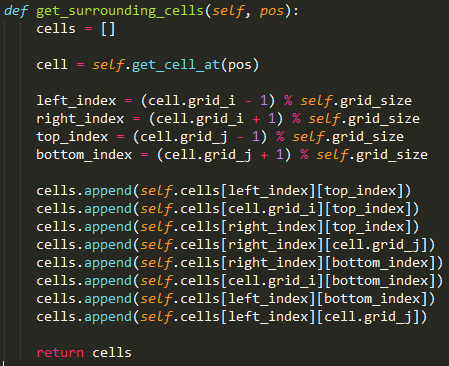 def get_surrounding_cells(self, pos):
    cells = []

    cell = self.get_cell_at(pos)

    left_index = (cell.grid_i - 1) % self.grid_size
    right_index = (cell.grid_i + 1) % self.grid_size
    top_index = (cell.grid_j - 1) % self.grid_size
    bottom_index = (cell.grid_j + 1) % self.grid_size

    cells.append(self.cells[left_index][top_index])
    cells.append(self.cells[cell.grid_i][top_index])
    cells.append(self.cells[right_index][top_index])
    cells.append(self.cells[right_index][cell.grid_j])
    cells.append(self.cells[right_index][bottom_index])
    cells.append(self.cells[cell.grid_i][bottom_index])
    cells.append(self.cells[left_index][bottom_index])
    cells.append(self.cells[left_index][cell.grid_j])

    return cells